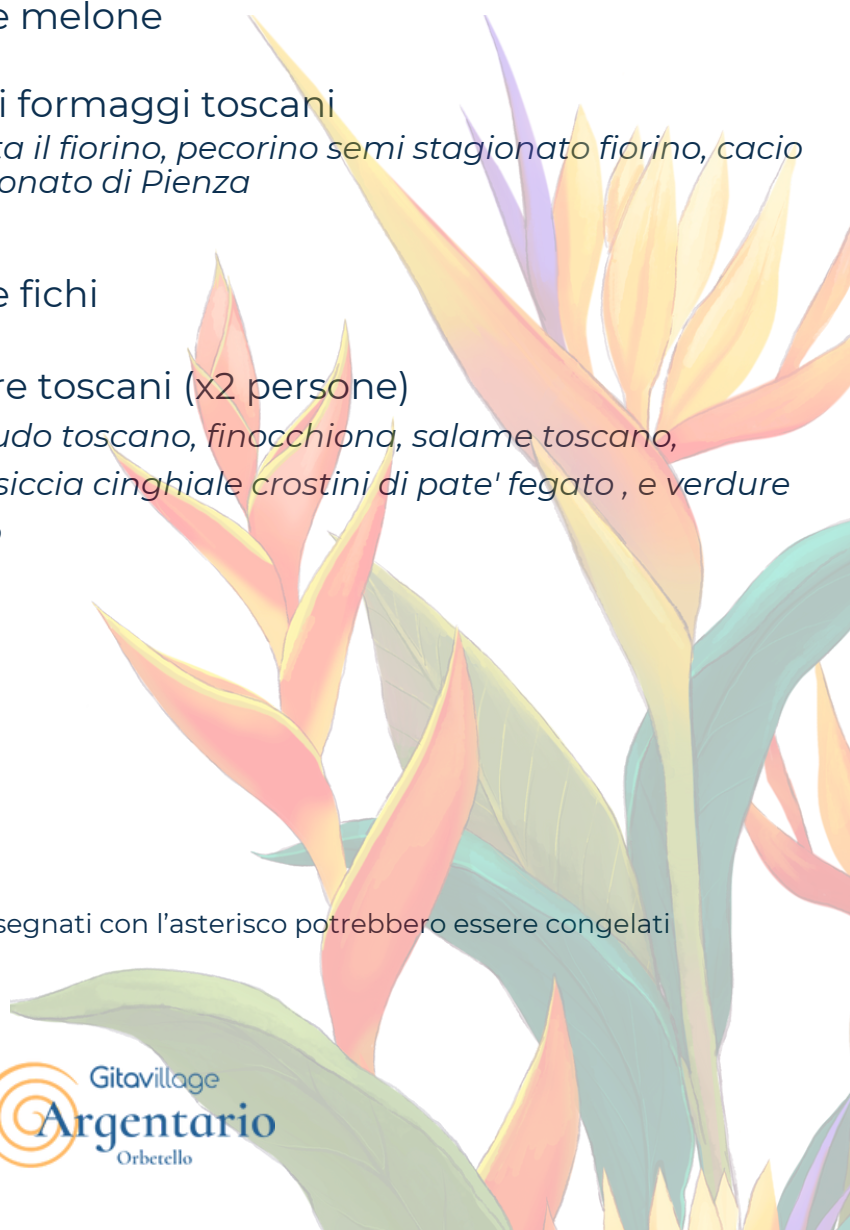 e melone
i formaggi toscani
ta il fiorino, pecorino semi stagionato fiorino, cacio
onato di Pienza
e fichi
re toscani (x2 persone)
udo toscano, finocchiona, salame toscano,
siccia cinghiale crostini di pate' fegato , e verdure
segnati con l’asterisco potrebbero essere congelati
Gitavillage
Argentario
Orbetello